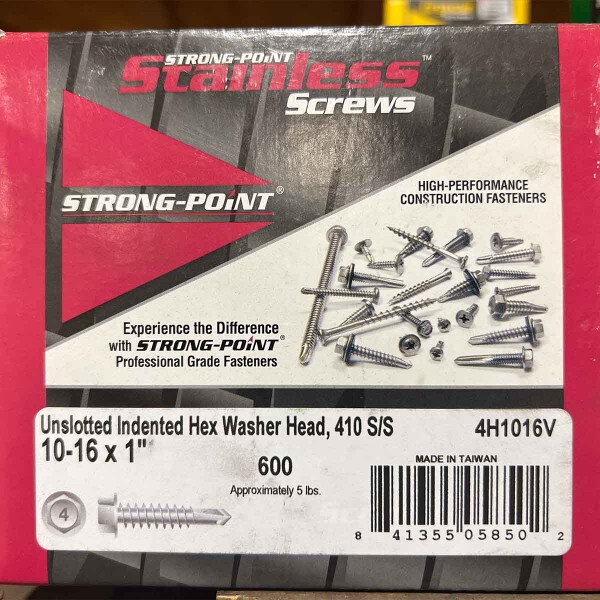 STRONG-POINT
Stainless™
Screws
STRONG-POINT®
HIGH-PERFORMANCE
CONSTRUCTION FASTENERS
Experience the Difference
with STRONG-POINT®
Professional Grade Fasteners
Unslotted Indented Hex Washer Head, 410 S/S
4H1016V
10-16 x 1"
600
Approximately 5 lbs.
MADE IN TAIWAN
4
8 41355 05850 2